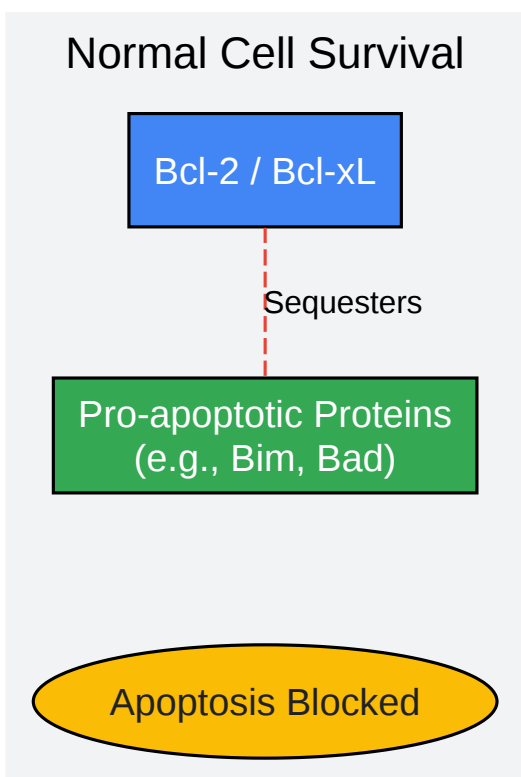 Normal Cell Survival
Bcl-2 / Bcl-xL
Sequesters
Pro-apoptotic Proteins
(e.g., Bim, Bad)
Apoptosis Blocked